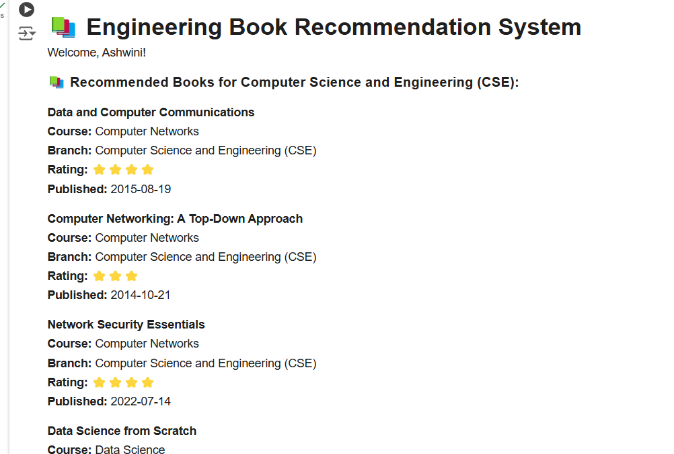 Engineering Book Recommendation System
Welcome, Ashwini!
Recommended Books for Computer Science and Engineering (CSE):
Data and Computer Communications
Course: Computer Networks
Branch: Computer Science and Engineering (CSE)
Rating: ⭐⭐⭐⭐
Published: 2015-08-19
Computer Networking: A Top-Down Approach
Course: Computer Networks
Branch: Computer Science and Engineering (CSE)
Rating: ⭐⭐⭐
Published: 2014-10-21
Network Security Essentials
Course: Computer Networks
Branch: Computer Science and Engineering (CSE)
Rating: ⭐⭐⭐⭐
Published: 2022-07-14
Data Science from Scratch
Course: Data Science